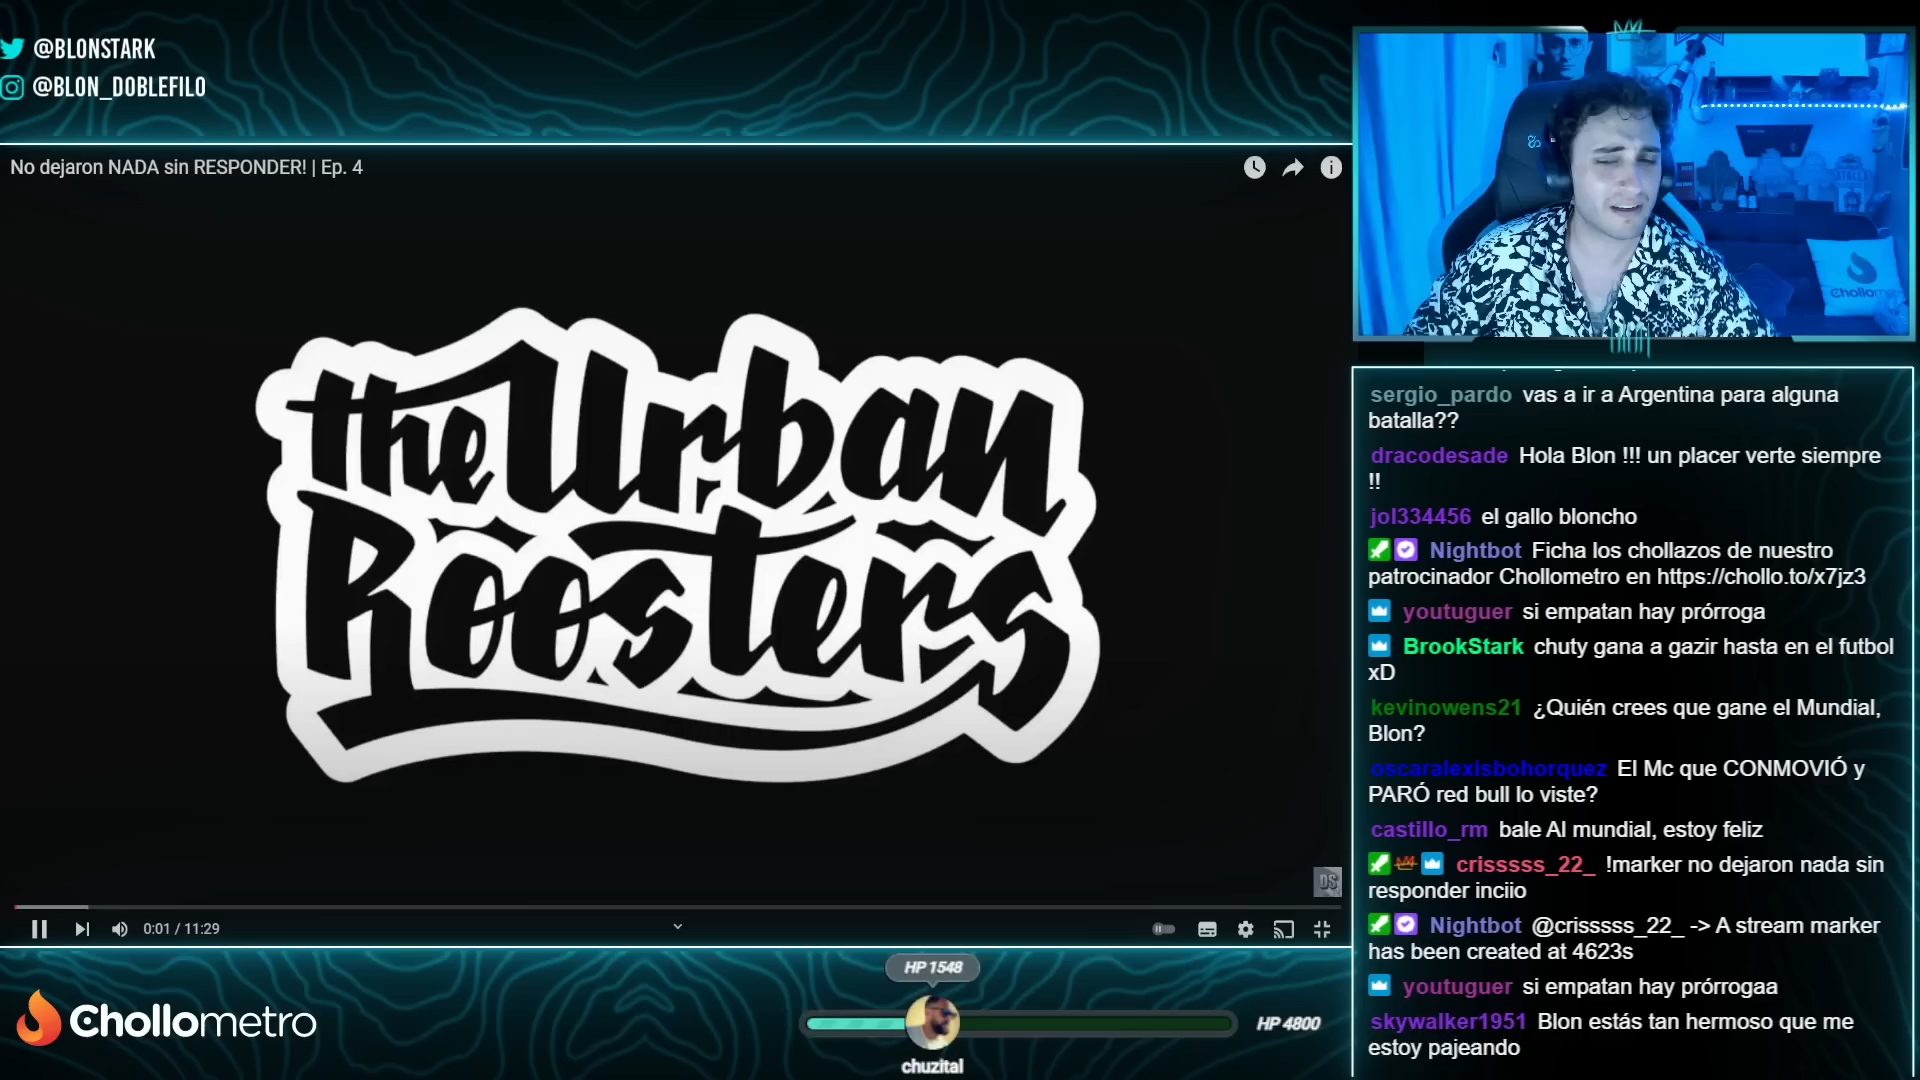 @BLONSTARK
@BLON_DOBLEFILO
No dejaron NADA sin RESPONDER! | Ep. 4
the Urban
Roosters
DS
0:01 / 11:29
Chollometro
HP 1548
HP 4800
chuzital
sergio_pardo vas a ir a Argentina para alguna
batalla??
dracodesade Hola Blon !!! un placer verte siempre
!!
jol334456 el gallo bloncho
Nightbot Ficha los chollazos de nuestro
patrocinador Chollometro en https://chollo.to/x7jz3
youtuguer si empatan hay prórroga
BrookStark chuty gana a gazir hasta en el futbol
xD
kevinowens21 ¿Quién crees que gane el Mundial,
Blon?
oscaralexisbohorquez El Mc que CONMOVIÓ y
PARÓ red bull lo viste?
castillo_rm bale Al mundial, estoy feliz
crisssss_22_ !marker no dejaron nada sin
responder inciio
Nightbot @crisssss_22_ -> A stream marker
has been created at 4623s
youtuguer si empatan hay prórrogaa
skywalker1951 Blon estás tan hermoso que me
estoy pajeando